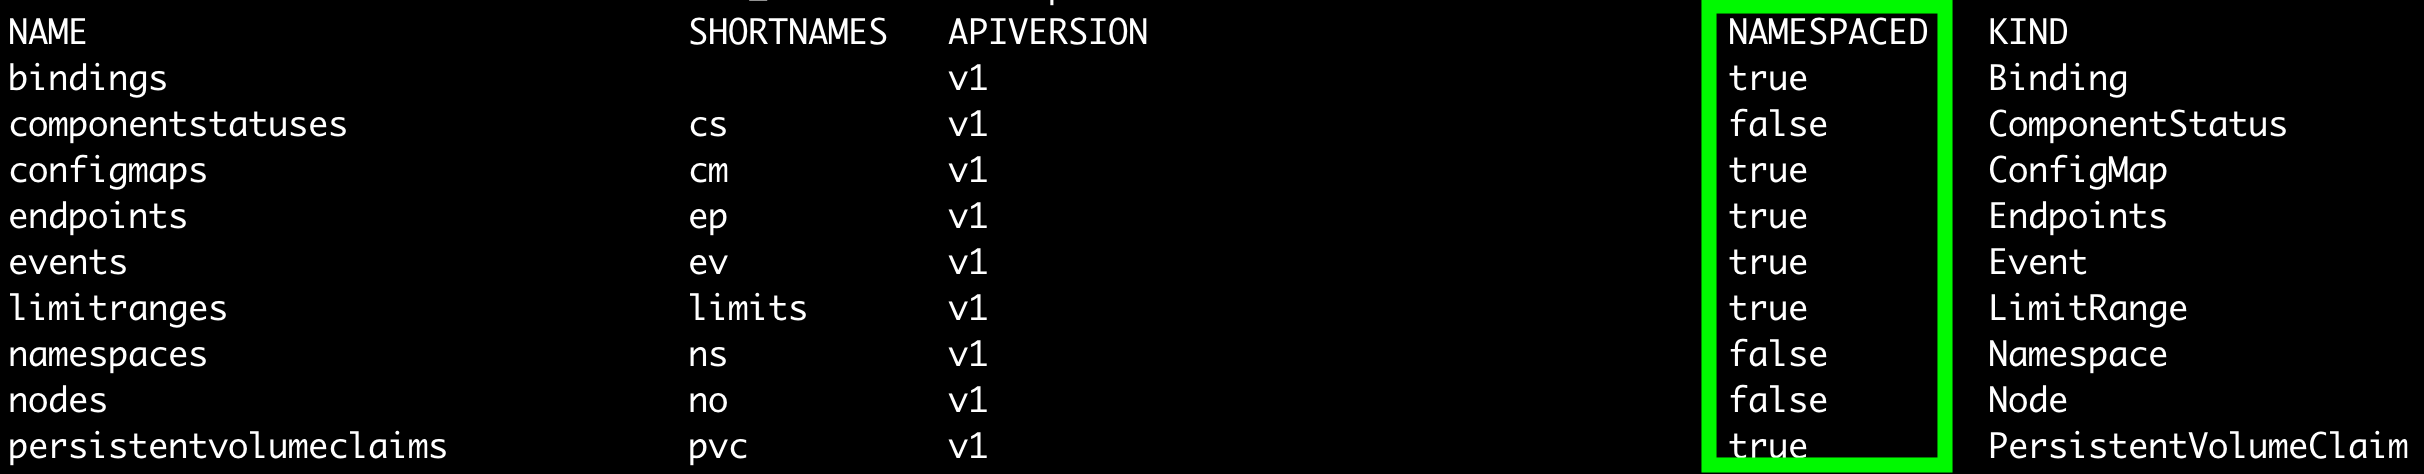 NAME SHORTNAMES APIVERSION NAMESPACED KIND
bindings v1 true Binding
componentstatuses cs v1 false ComponentStatus
configmaps cm v1 true ConfigMap
endpoints ep v1 true Endpoints
events ev v1 true Event
limitranges limits v1 true LimitRange
namespaces ns v1 false Namespace
nodes no v1 false Node
persistentvolumeclaims pvc v1 true PersistentVolumeClaim